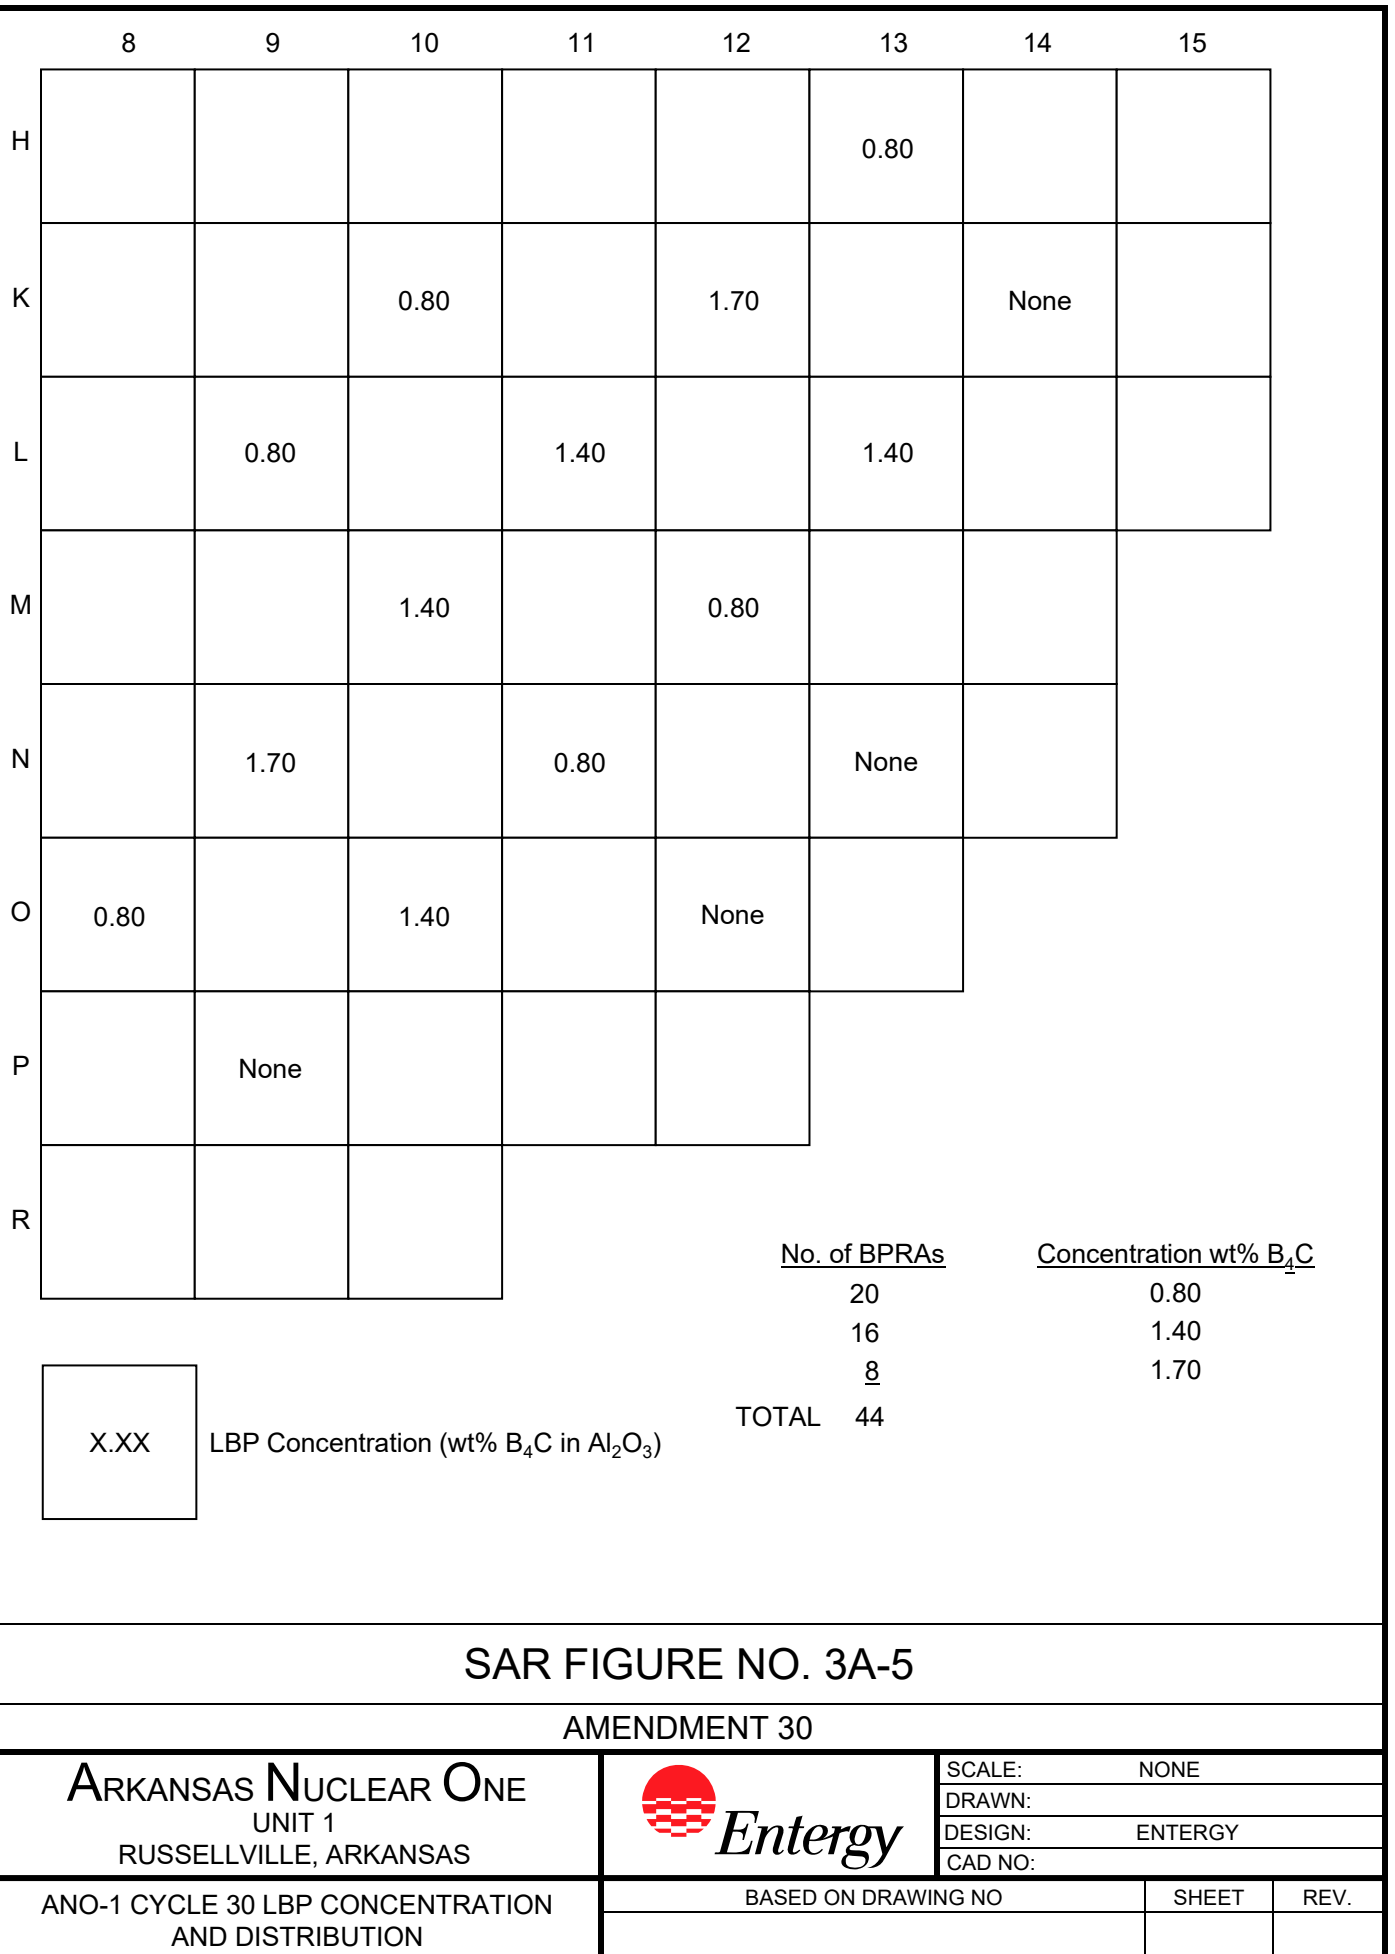 8 9 10 11 12 13 14 15
H 0.80
K 0.80 1.70 None
L 0.80 1.40 1.40
M 1.40 0.80
N 1.70 0.80 None
O 0.80 1.40 None
P None
R
No. of BPRAs Concentration wt% B₄C
20 0.80
16 1.40
8 1.70
TOTAL 44
X.XX LBP Concentration (wt% B₄C in Al₂O₃)
SAR FIGURE NO. 3A-5
AMENDMENT 30
ARKANSAS NUCLEAR ONE
UNIT 1
RUSSELLVILLE, ARKANSAS
Entergy
SCALE: NONE
DRAWN:
DESIGN: ENTERGY
CAD NO:
ANO-1 CYCLE 30 LBP CONCENTRATION
AND DISTRIBUTION
BASED ON DRAWING NO SHEET REV.